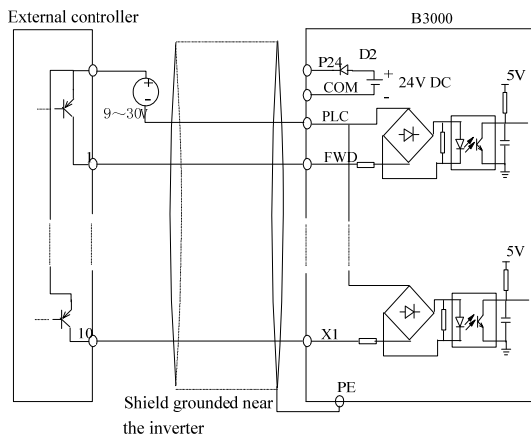 External controller
B3000
P24
D2
+
COM
24V DC
-
+
-
9～30V
PLC
5V
1
FWD
5V
10
X1
PE
Shield grounded near
the inverter